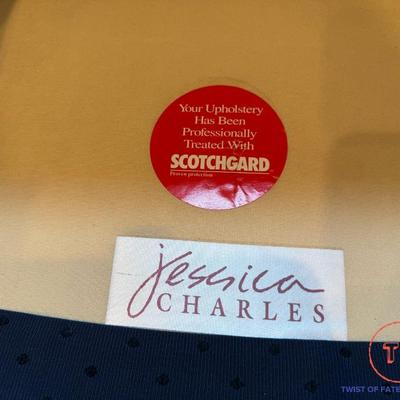 Your Upholstery
Has Been
Professionally
Treated With
SCOTCHGARD
Proven protection
jessica
CHARLES
TWIST OF FATE